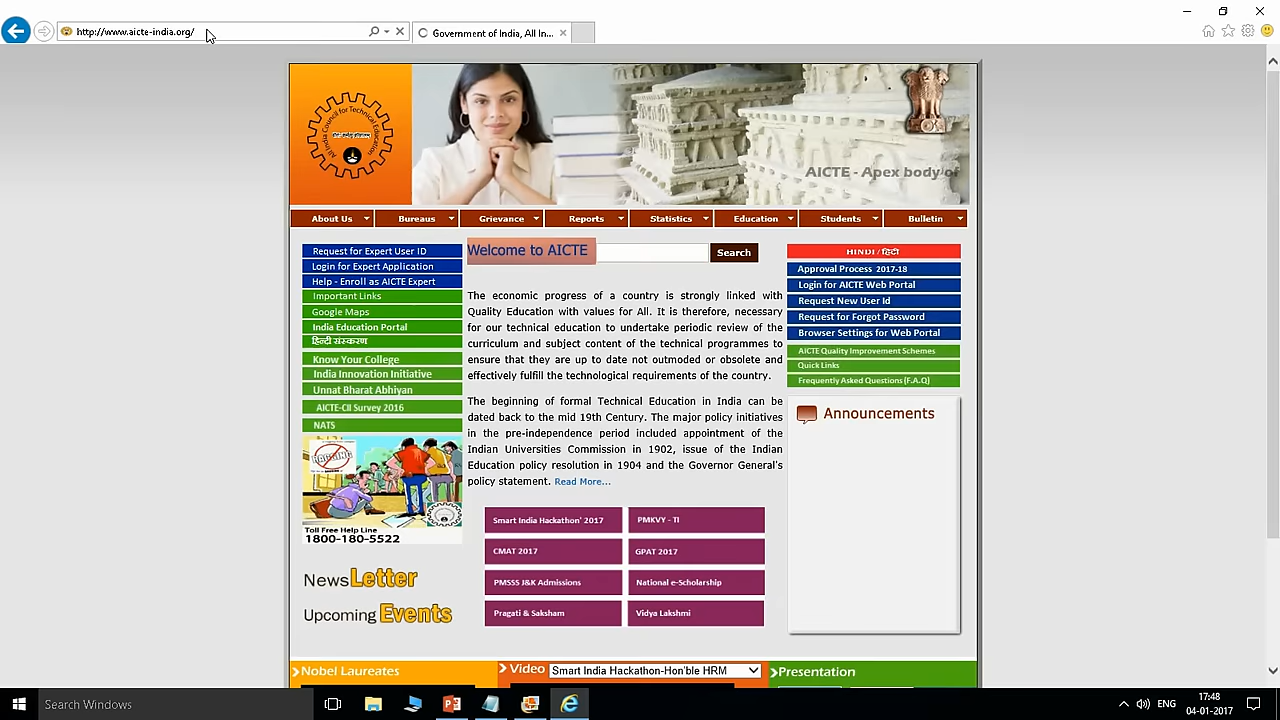 http://www.aicte-india.org/
Government of India, All In...
All India Council for Technical Education
AICTE - Apex body of
About Us
Bureaus
Grievance
Reports
Statistics
Education
Students
Bulletin
Request for Expert User ID
Login for Expert Application
Help - Enroll as AICTE Expert
Important Links
Google Maps
India Education Portal
हिन्दी संस्करण
Know Your College
India Innovation Initiative
Unnat Bharat Abhiyan
AICTE-CII Survey 2016
NATS
Toll Free Help Line
1800-180-5522
NewsLetter
Upcoming Events
Welcome to AICTE
Search
The economic progress of a country is strongly linked with
Quality Education with values for All. It is therefore, necessary
for our technical education to undertake periodic review of the
curriculum and subject content of the technical programmes to
ensure that they are up to date not outmoded or obsolete and
effectively fulfill the technological requirements of the country.
The beginning of formal Technical Education in India can be
dated back to the mid 19th Century. The major policy initiatives
in the pre-independence period included appointment of the
Indian Universities Commission in 1902, issue of the Indian
Education policy resolution in 1904 and the Governor General's
policy statement. Read More...
Smart India Hackathon' 2017
PMKVY - TI
CMAT 2017
GPAT 2017
PMSSS J&K Admissions
National e-Scholarship
Pragati & Saksham
Vidya Lakshmi
HINDI / हिंदी
Approval Process 2017-18
Login for AICTE Web Portal
Request New User Id
Request for Forgot Password
Browser Settings for Web Portal
AICTE Quality Improvement Schemes
Quick Links
Frequently Asked Questions (F.A.Q)
Announcements
Nobel Laureates
Video
Smart India Hackathon-Hon'ble HRM
Presentation
Search Windows
ENG
17:48
04-01-2017